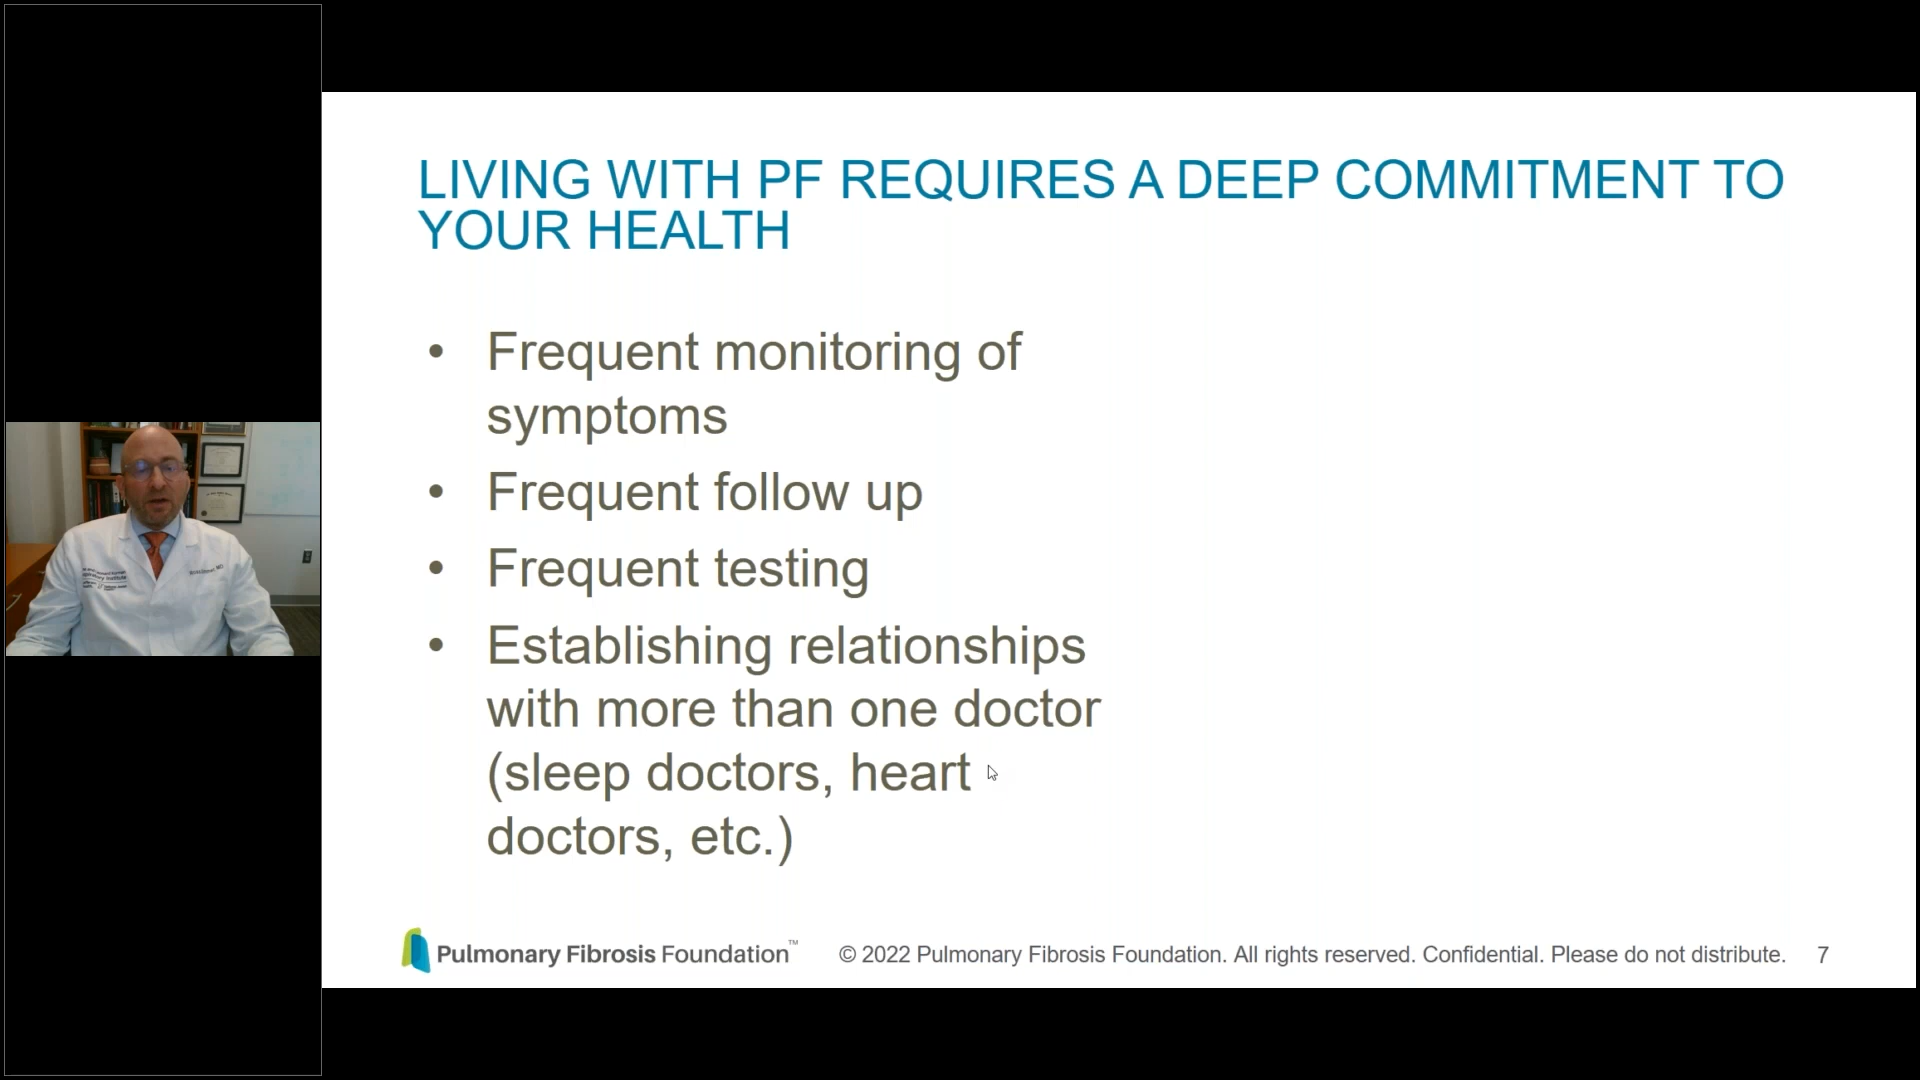 LIVING WITH PF REQUIRES A DEEP COMMITMENT TO
YOUR HEALTH
• Frequent monitoring of
symptoms
• Frequent follow up
• Frequent testing
• Establishing relationships
with more than one doctor
(sleep doctors, heart
doctors, etc.)
Pulmonary Fibrosis Foundation™
© 2022 Pulmonary Fibrosis Foundation. All rights reserved. Confidential. Please do not distribute. 7